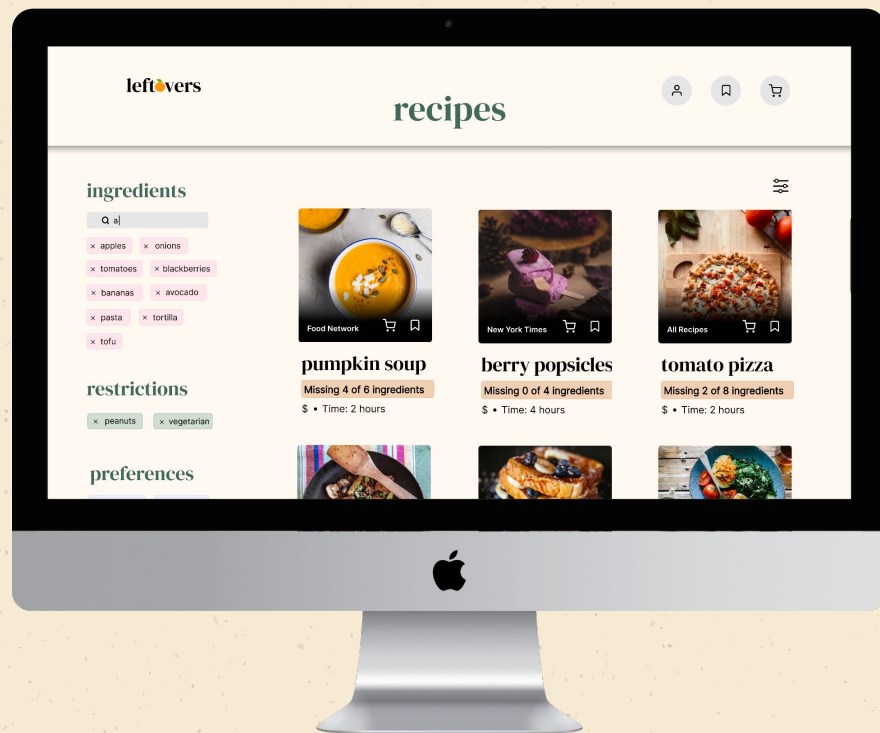 leftovers
recipes
ingredients
a
× apples × onions
× tomatoes × blackberries
× bananas × avocado
× pasta × tortilla
× tofu
restrictions
× peanuts × vegetarian
preferences
Food Network
pumpkin soup
Missing 4 of 6 ingredients
$ • Time: 2 hours
New York Times
berry popsicles
Missing 0 of 4 ingredients
$ • Time: 4 hours
All Recipes
tomato pizza
Missing 2 of 8 ingredients
$ • Time: 2 hours